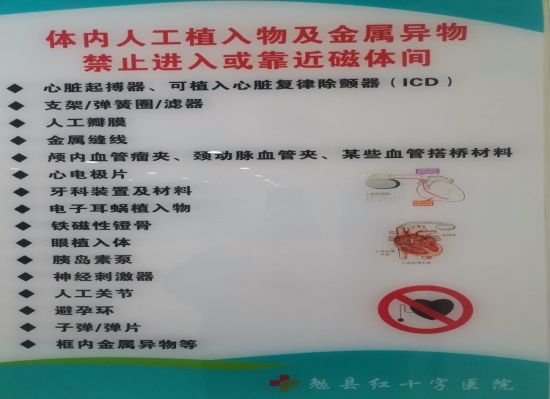 体内人工植入物及金属异物
禁止进入或靠近磁体间
◆ 心脏起搏器、可植入心脏复律除颤器（ICD）
◆ 支架/弹簧圈/滤器
◆ 人工瓣膜
◆ 金属缝线
◆ 颅内血管瘤夹、颈动脉血管夹、某些血管搭桥材料
◆ 心电极片
◆ 牙科装置及材料
◆ 电子耳蜗植入物
◆ 铁磁性镫骨
◆ 眼植入体
◆ 胰岛素泵
◆ 神经刺激器
◆ 人工关节
◆ 避孕环
◆ 子弹/弹片
◆ 框内金属异物等
勉县红十字医院